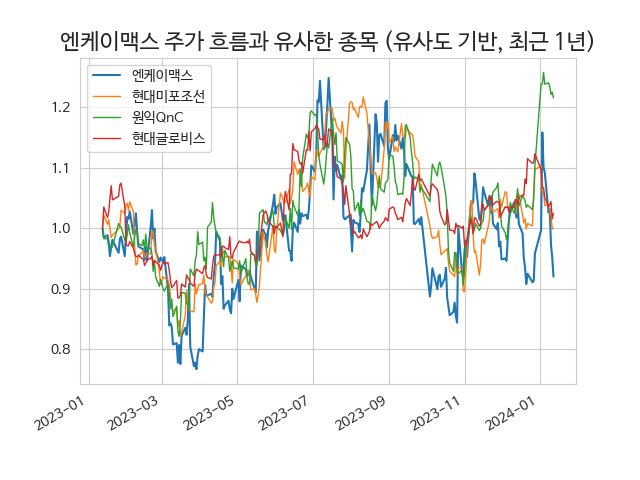 엔케이맥스 주가 흐름과 유사한 종목 (유사도 기반, 최근 1년)
엔케이맥스
현대미포조선
원익QnC
현대글로비스
1.2
1.1
1.0
0.9
0.8
2023-01
2023-03
2023-05
2023-07
2023-09
2023-11
2024-01